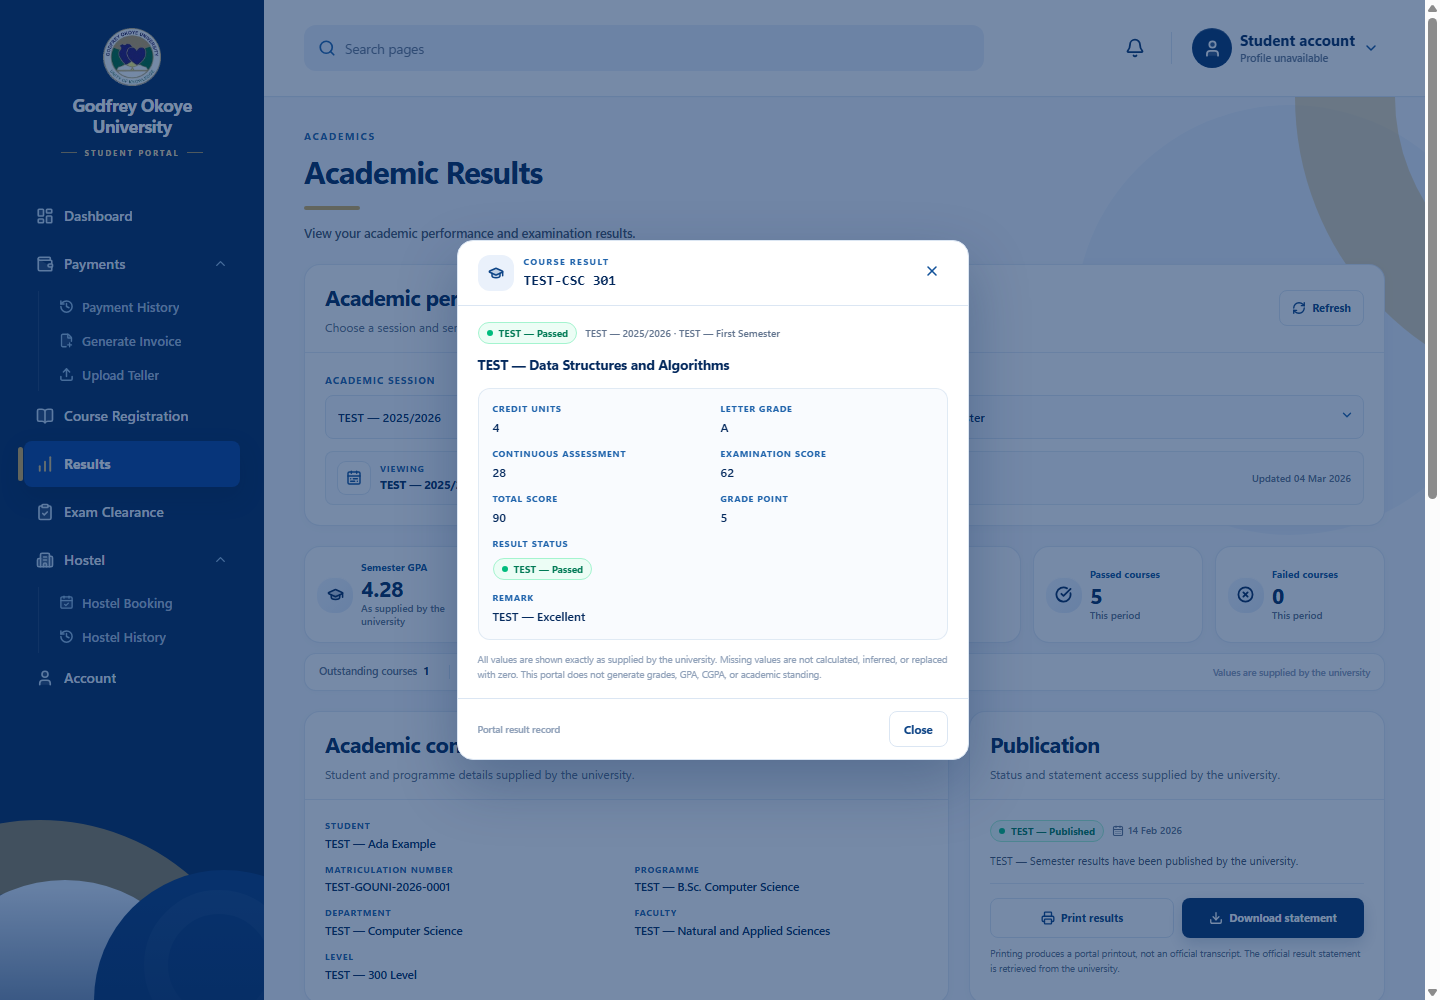 Godfrey Okoye
University
STUDENT PORTAL
Dashboard
Payments
Payment History
Generate Invoice
Upload Teller
Course Registration
Results
Exam Clearance
Hostel
Hostel Booking
Hostel History
Account
Search pages
Student account
Profile unavailable
ACADEMICS
Academic Results
View your academic performance and examination results.
Academic per
Choose a session and ser
Refresh
ACADEMIC SESSION
TEST — 2025/2026
ter
VIEWING
TEST — 2025/
Updated 04 Mar 2026
Semester GPA
4.28
As supplied by the
university
Passed courses
5
This period
Failed courses
0
This period
Outstanding courses 1
Values are supplied by the university
COURSE RESULT
TEST-CSC 301
TEST — Passed
TEST — 2025/2026 · TEST — First Semester
TEST — Data Structures and Algorithms
CREDIT UNITS
4
LETTER GRADE
A
CONTINUOUS ASSESSMENT
28
EXAMINATION SCORE
62
TOTAL SCORE
90
GRADE POINT
5
RESULT STATUS
TEST — Passed
REMARK
TEST — Excellent
All values are shown exactly as supplied by the university. Missing values are not calculated, inferred, or replaced
with zero. This portal does not generate grades, GPA, CGPA, or academic standing.
Portal result record
Close
Academic con
Student and programme details supplied by the university.
STUDENT
TEST — Ada Example
MATRICULATION NUMBER
TEST-GOUNI-2026-0001
PROGRAMME
TEST — B.Sc. Computer Science
DEPARTMENT
TEST — Computer Science
FACULTY
TEST — Natural and Applied Sciences
LEVEL
TEST — 300 Level
Publication
Status and statement access supplied by the university.
TEST — Published
14 Feb 2026
TEST — Semester results have been published by the university.
Print results
Download statement
Printing produces a portal printout, not an official transcript. The official result statement
is retrieved from the university.